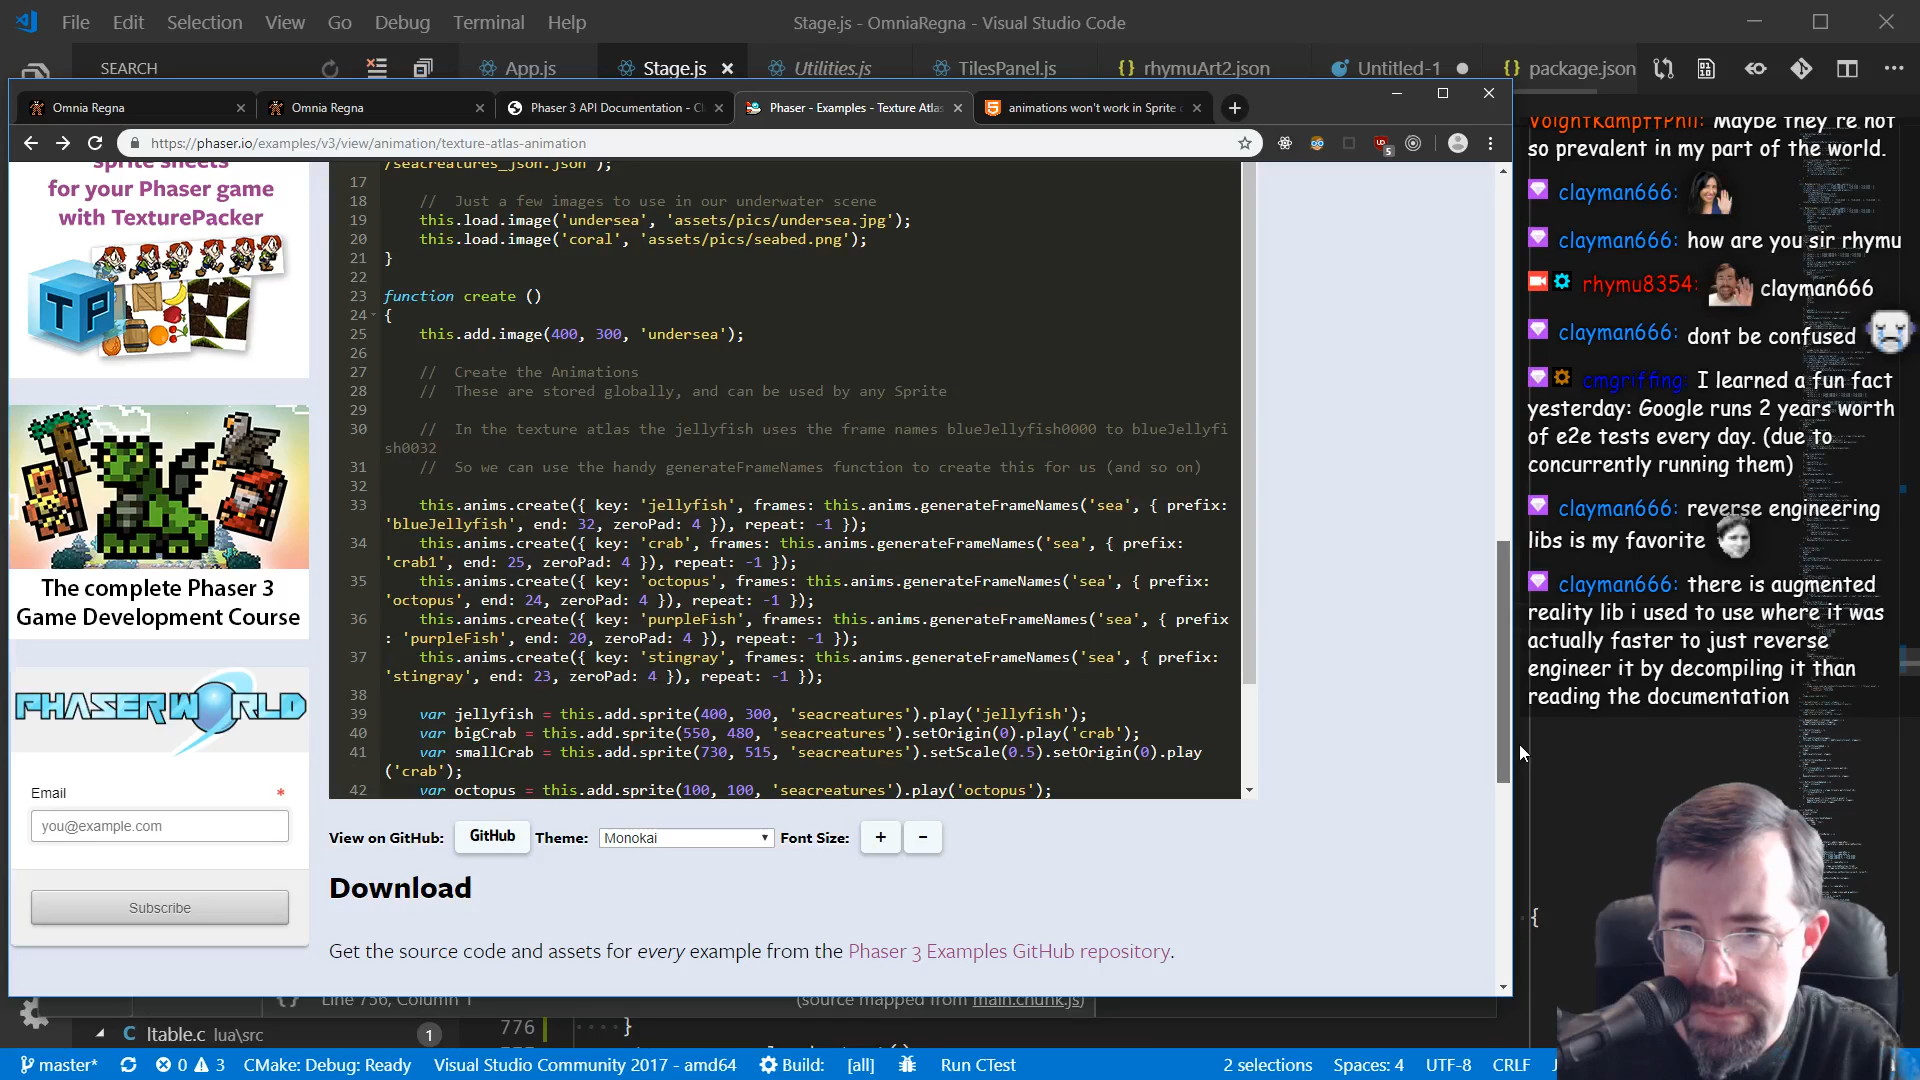 File Edit Selection View Go Debug Terminal Help
Stage.js - OmniaRegna - Visual Studio Code
SEARCH
App.js
Stage.js
Utilities.js
TilesPanel.js
{} rhymuArt2.json
Untitled-1
{} package.json
Omnia Regna
Omnia Regna
Phaser 3 API Documentation - Cl
Phaser - Examples - Texture Atlas
animations won't work in Sprite
https://phaser.io/examples/v3/view/animation/texture-atlas-animation
sprite sheets
for your Phaser game
with TexturePacker
TP
The complete Phaser 3
Game Development Course
PHASER WORLD
Email *
you@example.com
Subscribe
/seacreatures_json.json');
17
18 // Just a few images to use in our underwater scene
19 this.load.image('undersea', 'assets/pics/undersea.jpg');
20 this.load.image('coral', 'assets/pics/seabed.png');
21 }
22
23 function create ()
24 {
25 this.add.image(400, 300, 'undersea');
26
27 // Create the Animations
28 // These are stored globally, and can be used by any Sprite
29
30 // In the texture atlas the jellyfish uses the frame names blueJellyfish0000 to blueJellyfi
sh0032
31 // So we can use the handy generateFrameNames function to create this for us (and so on)
32
33 this.anims.create({ key: 'jellyfish', frames: this.anims.generateFrameNames('sea', { prefix:
'blueJellyfish', end: 32, zeroPad: 4 }), repeat: -1 });
34 this.anims.create({ key: 'crab', frames: this.anims.generateFrameNames('sea', { prefix:
'crab1', end: 25, zeroPad: 4 }), repeat: -1 });
35 this.anims.create({ key: 'octopus', frames: this.anims.generateFrameNames('sea', { prefix:
'octopus', end: 24, zeroPad: 4 }), repeat: -1 });
36 this.anims.create({ key: 'purpleFish', frames: this.anims.generateFrameNames('sea', { prefix
: 'purpleFish', end: 20, zeroPad: 4 }), repeat: -1 });
37 this.anims.create({ key: 'stingray', frames: this.anims.generateFrameNames('sea', { prefix:
'stingray', end: 23, zeroPad: 4 }), repeat: -1 });
38
39 var jellyfish = this.add.sprite(400, 300, 'seacreatures').play('jellyfish');
40 var bigCrab = this.add.sprite(550, 480, 'seacreatures').setOrigin(0).play('crab');
41 var smallCrab = this.add.sprite(730, 515, 'seacreatures').setScale(0.5).setOrigin(0).play
('crab');
42 var octopus = this.add.sprite(100, 100, 'seacreatures').play('octopus');
View on GitHub: GitHub Theme: Monokai Font Size: + -
Download
Get the source code and assets for every example from the Phaser 3 Examples GitHub repository.
VoightKampffPhil: Maybe they're not
so prevalent in my part of the world.
clayman666:
clayman666: how are you sir rhymu
rhymu8354: clayman666
clayman666: dont be confused
cmgriffing: I learned a fun fact
yesterday: Google runs 2 years worth
of e2e tests every day. (due to
concurrently running them)
clayman666: reverse engineering
libs is my favorite
clayman666: there is augmented
reality lib i used to use where it was
actually faster to just reverse
engineer it by decompiling it than
reading the documentation
{
{} Line 756, Column 1
(source mapped from main.chunk.js)
C ltable.c lua\src 1
776 }
master* 0 3 CMake: Debug: Ready Visual Studio Community 2017 - amd64 Build: [all] Run CTest 2 selections Spaces: 4 UTF-8 CRLF